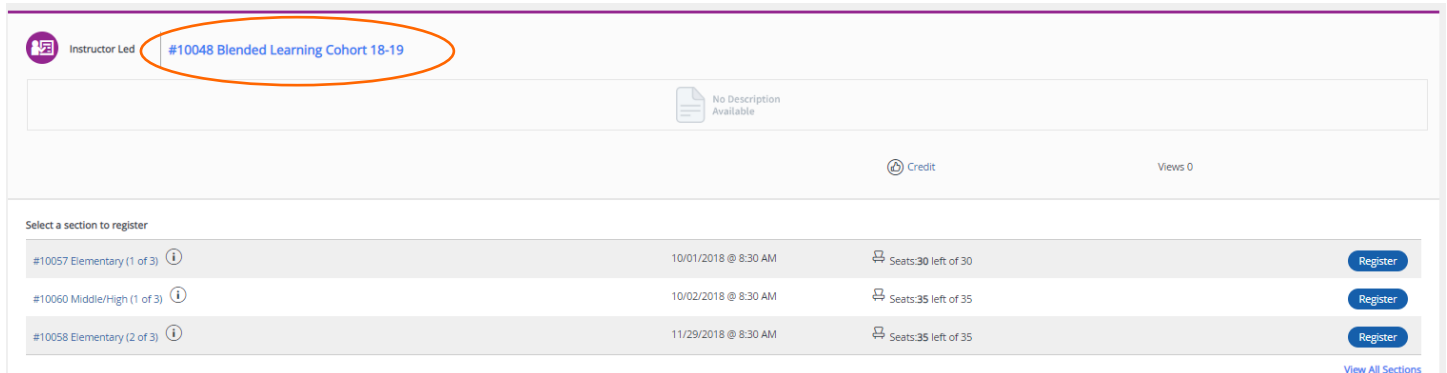 Instructor Led #10048 Blended Learning Cohort 18-19
No Description
Available
Credit Views 0
Select a section to register
#10057 Elementary (1 of 3) i 10/01/2018 @ 8:30 AM Seats:30 left of 30 Register
#10060 Middle/High (1 of 3) i 10/02/2018 @ 8:30 AM Seats:35 left of 35 Register
#10058 Elementary (2 of 3) i 11/29/2018 @ 8:30 AM Seats:35 left of 35 Register
View All Sections